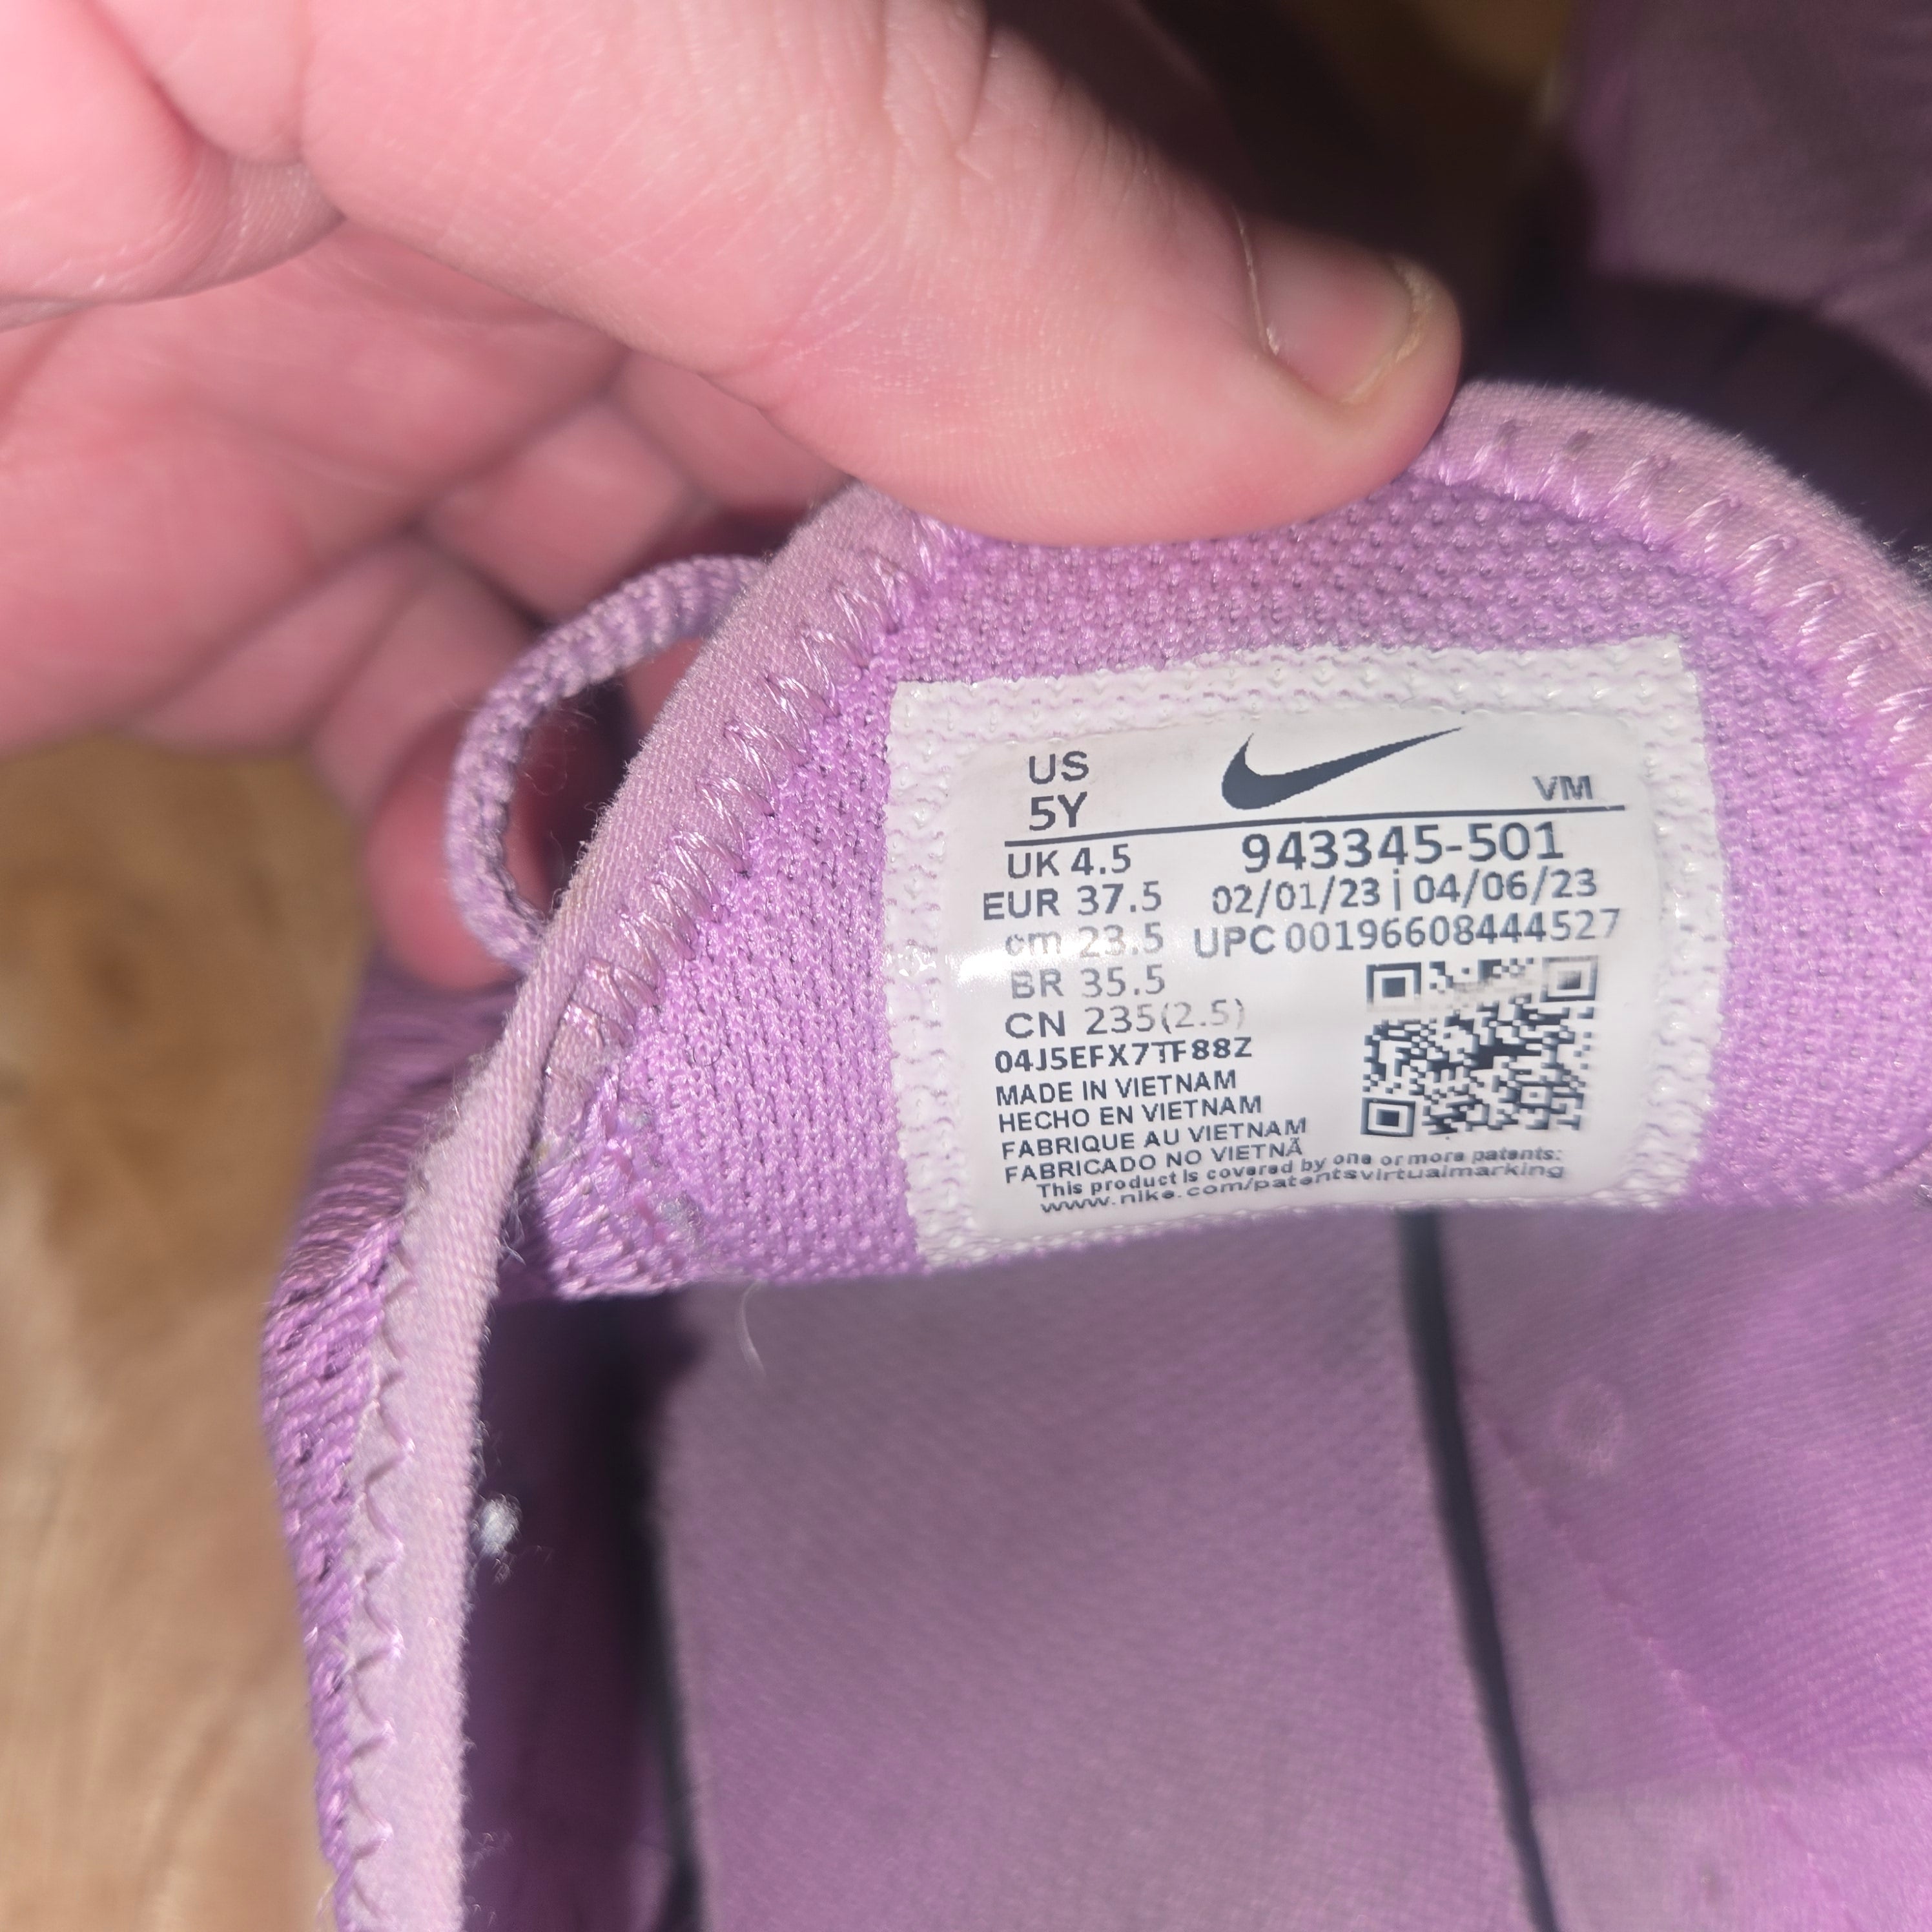 US
5Y
VM
UK 4.5
943345-501
EUR 37.5
02/01/23 | 04/06/23
cm 23.5
UPC 00196608444527
BR 35.5
CN 235(2.5)
04J5EFX7TF88Z
MADE IN VIETNAM
HECHO EN VIETNAM
FABRIQUE AU VIETNAM
FABRICADO NO VIETNÃ
This product is covered by one or more patents:
www.nike.com/patentsvirtualmarking